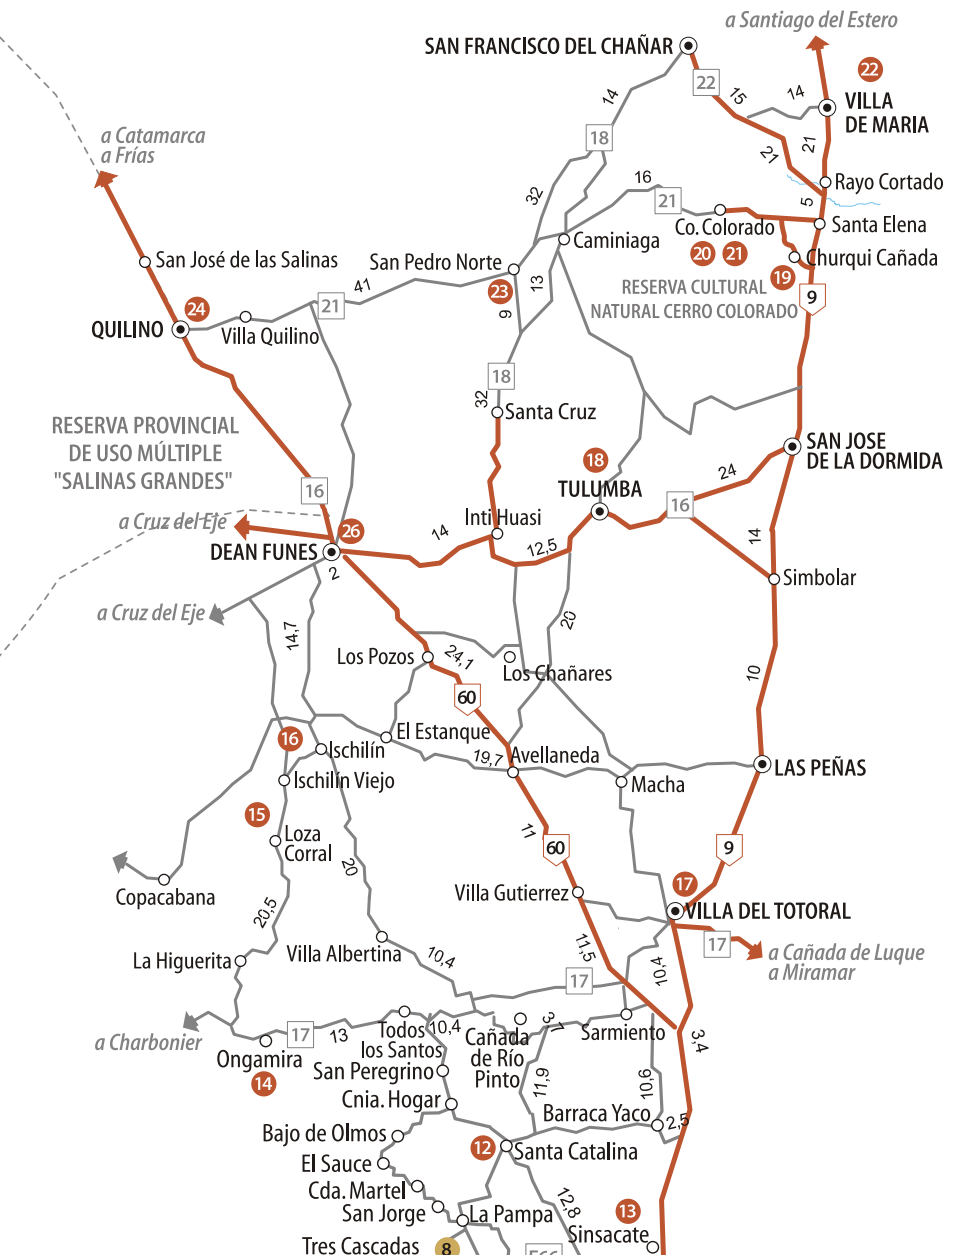 a Santiago del Estero
SAN FRANCISCO DEL CHAÑAR
22
22
15
14
VILLA
DE MARIA
14
18
a Catamarca
a Frías
21
21
32
16
21
Rayo Cortado
5
Co. Colorado
Santa Elena
20
21
Caminiaga
Churqui Cañada
19
San José de las Salinas
San Pedro Norte
41
23
13
RESERVA CULTURAL
NATURAL CERRO COLORADO
9
24
21
9
QUILINO
Villa Quilino
18
32
Santa Cruz
RESERVA PROVINCIAL
DE USO MÚLTIPLE
"SALINAS GRANDES"
SAN JOSE
DE LA DORMIDA
18
24
TULUMBA
16
16
a Cruz del Eje
26
14
Inti Huasi
14
DEAN FUNES
12,5
2
Simbolar
a Cruz del Eje
14,7
20
Los Pozos
24,1
Los Chañares
10
60
16
Ischilín
El Estanque
19,7
Avellaneda
LAS PEÑAS
Ischilín Viejo
Macha
15
Loza
Corral
11
60
9
20
Copacabana
Villa Gutierrez
17
VILLA DEL TOTORAL
20,5
17
a Cañada de Luque
a Miramar
La Higuerita
Villa Albertina
10,4
11,5
10,4
17
a Charbonier
17
13
Todos
los Santos
10,4
Cañada
de Río
Pinto
3,7
Sarmiento
3,4
Ongamira
14
San Peregrino
11,9
10,6
Cnia. Hogar
Barraca Yaco
2,5
Bajo de Olmos
12
Santa Catalina
El Sauce
Cda. Martel
12,8
San Jorge
La Pampa
13
Sinsacate
Tres Cascadas
8
E66